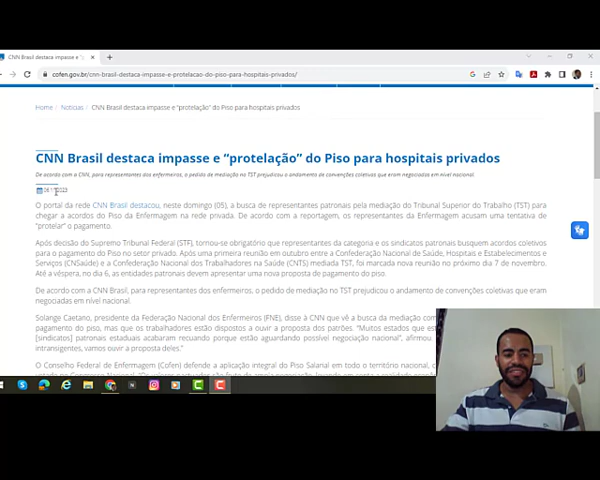 CNN Brasil destaca impasse e "p
cofen.gov.br/cnn-brasil-destaca-impasse-e-protelacao-do-piso-para-hospitais-privados/
Home / Notícias / CNN Brasil destaca impasse e "protelação" do Piso para hospitais privados
CNN Brasil destaca impasse e “protelação” do Piso para hospitais privados
De acordo com a CNN, para representantes dos enfermeiros, o pedido de mediação no TST prejudicou o andamento de convenções coletivas que eram negociadas em nível nacional.
O portal da rede CNN Brasil destacou, neste domingo (05), a busca de representantes patronais pela mediação do Tribunal Superior do Trabalho (TST) para
chegar a acordos do Piso da Enfermagem na rede privada. De acordo com a reportagem, os representantes da Enfermagem acusam uma tentativa de
“protelar” o pagamento.
Após decisão do Supremo Tribunal Federal (STF), tornou-se obrigatório que representantes da categoria e os sindicatos patronais busquem acordos coletivos
para o pagamento do Piso no setor privado. Após uma primeira reunião em outubro entre a Confederação Nacional de Saúde, Hospitais e Estabelecimentos e
Serviços (CNSaúde) e a Confederação Nacional dos Trabalhadores na Saúde (CNTS) mediada TST, foi marcada nova reunião no próximo dia 7 de novembro.
Até a véspera, no dia 6, as entidades patronais devem apresentar uma nova proposta de pagamento do piso.
De acordo com a CNN Brasil, para representantes dos enfermeiros, o pedido de mediação no TST prejudicou o andamento de convenções coletivas que eram
negociadas em nível nacional.
Solange Caetano, presidente da Federação Nacional dos Enfermeiros (FNE), disse à CNN que vê a busca da mediação com
pagamento do piso, mas que os trabalhadores estão dispostos a ouvir a proposta dos patrões. “Muitos estados que est
[sindicatos] patronais estaduais acabaram recuando porque estão aguardando possível negociação nacional”, afirmou
intransigentes, vamos ouvir a proposta deles.”
O Conselho Federal de Enfermagem (Cofen) defende a aplicação integral do Piso Salarial em todo o território nacional, c